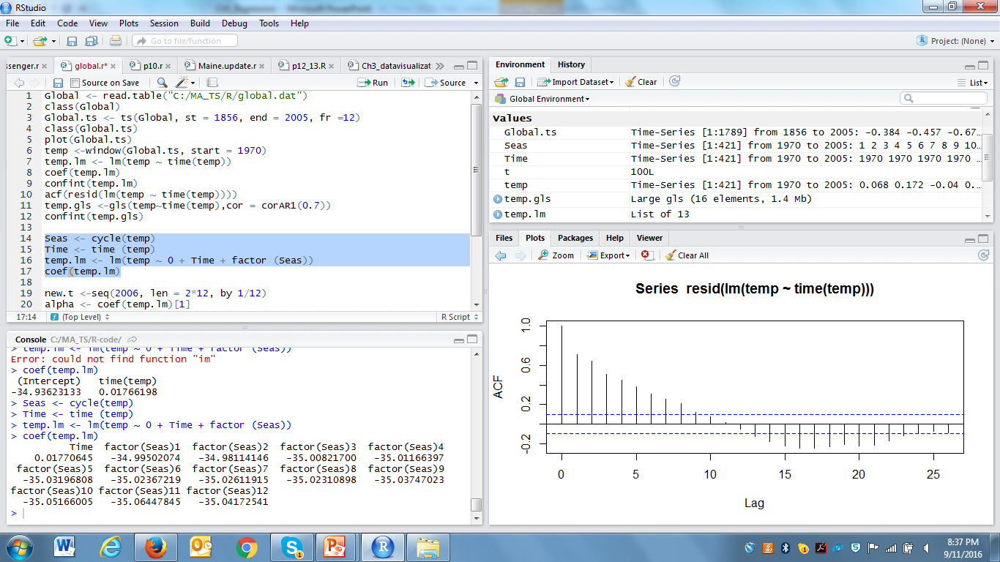 RStudio
File Edit Code View Plots Session Build Debug Tools Help
Go to file/function
Project: (None)
ssenger.r global.r* p10.r Maine.update.r p12_13.R Ch3_datavisualizat
Source on Save Run Source
1 Global <- read.table("C:/MA_TS/R/global.dat")
2 class(Global)
3 Global.ts <- ts(Global, st = 1856, end = 2005, fr =12)
4 class(Global.ts)
5 plot(Global.ts)
6 temp <-window(Global.ts, start = 1970)
7 temp.lm <- lm(temp ~ time(temp))
8 coef(temp.lm)
9 confint(temp.lm)
10 acf(resid(lm(temp ~ time(temp))))
11 temp.gls <-gls(temp~time(temp),cor = corAR1(0.7))
12 confint(temp.gls)
13
14 Seas <- cycle(temp)
15 Time <- time (temp)
16 temp.lm <- lm(temp ~ 0 + Time + factor (Seas))
17 coef(temp.lm)
18
19 new.t <-seq(2006, len = 2*12, by 1/12)
20 alpha <- coef(temp.lm)[1]
17:14 (Top Level) R Script
Console C:/MA_TS/R-code/
> temp.lm <- lm(temp ~ 0 + Time + factor (Seas))
Error: could not find function "im"
> coef(temp.lm)
(Intercept) time(temp)
-34.93623133 0.01766198
> Seas <- cycle(temp)
> Time <- time (temp)
> temp.lm <- lm(temp ~ 0 + Time + factor (Seas))
> coef(temp.lm)
Time factor(Seas)1 factor(Seas)2 factor(Seas)3 factor(Seas)4
0.01770645 -34.99502074 -34.98114146 -35.00821700 -35.01166397
factor(Seas)5 factor(Seas)6 factor(Seas)7 factor(Seas)8 factor(Seas)9
-35.03196808 -35.02367219 -35.02611915 -35.02310898 -35.03747023
factor(Seas)10 factor(Seas)11 factor(Seas)12
-35.05166005 -35.06447845 -35.04172541
>
Environment History
Import Dataset Clear List
Global Environment
Values
Global.ts Time-Series [1:1789] from 1856 to 2005: -0.384 -0.457 -0.67…
Seas Time-Series [1:421] from 1970 to 2005: 1 2 3 4 5 6 7 8 9 10…
Time Time-Series [1:421] from 1970 to 2005: 1970 1970 1970 1970 …
t 100L
temp Time-Series [1:421] from 1970 to 2005: 0.068 0.172 -0.04 0.…
temp.gls Large gls (16 elements, 1.4 Mb)
temp.lm List of 13
Files Plots Packages Help Viewer
Zoom Export Clear All
Series resid(lm(temp ~ time(temp)))
ACF
1.0
0.6
0.2
-0.2
0 5 10 15 20 25
Lag
8:37 PM
9/11/2016